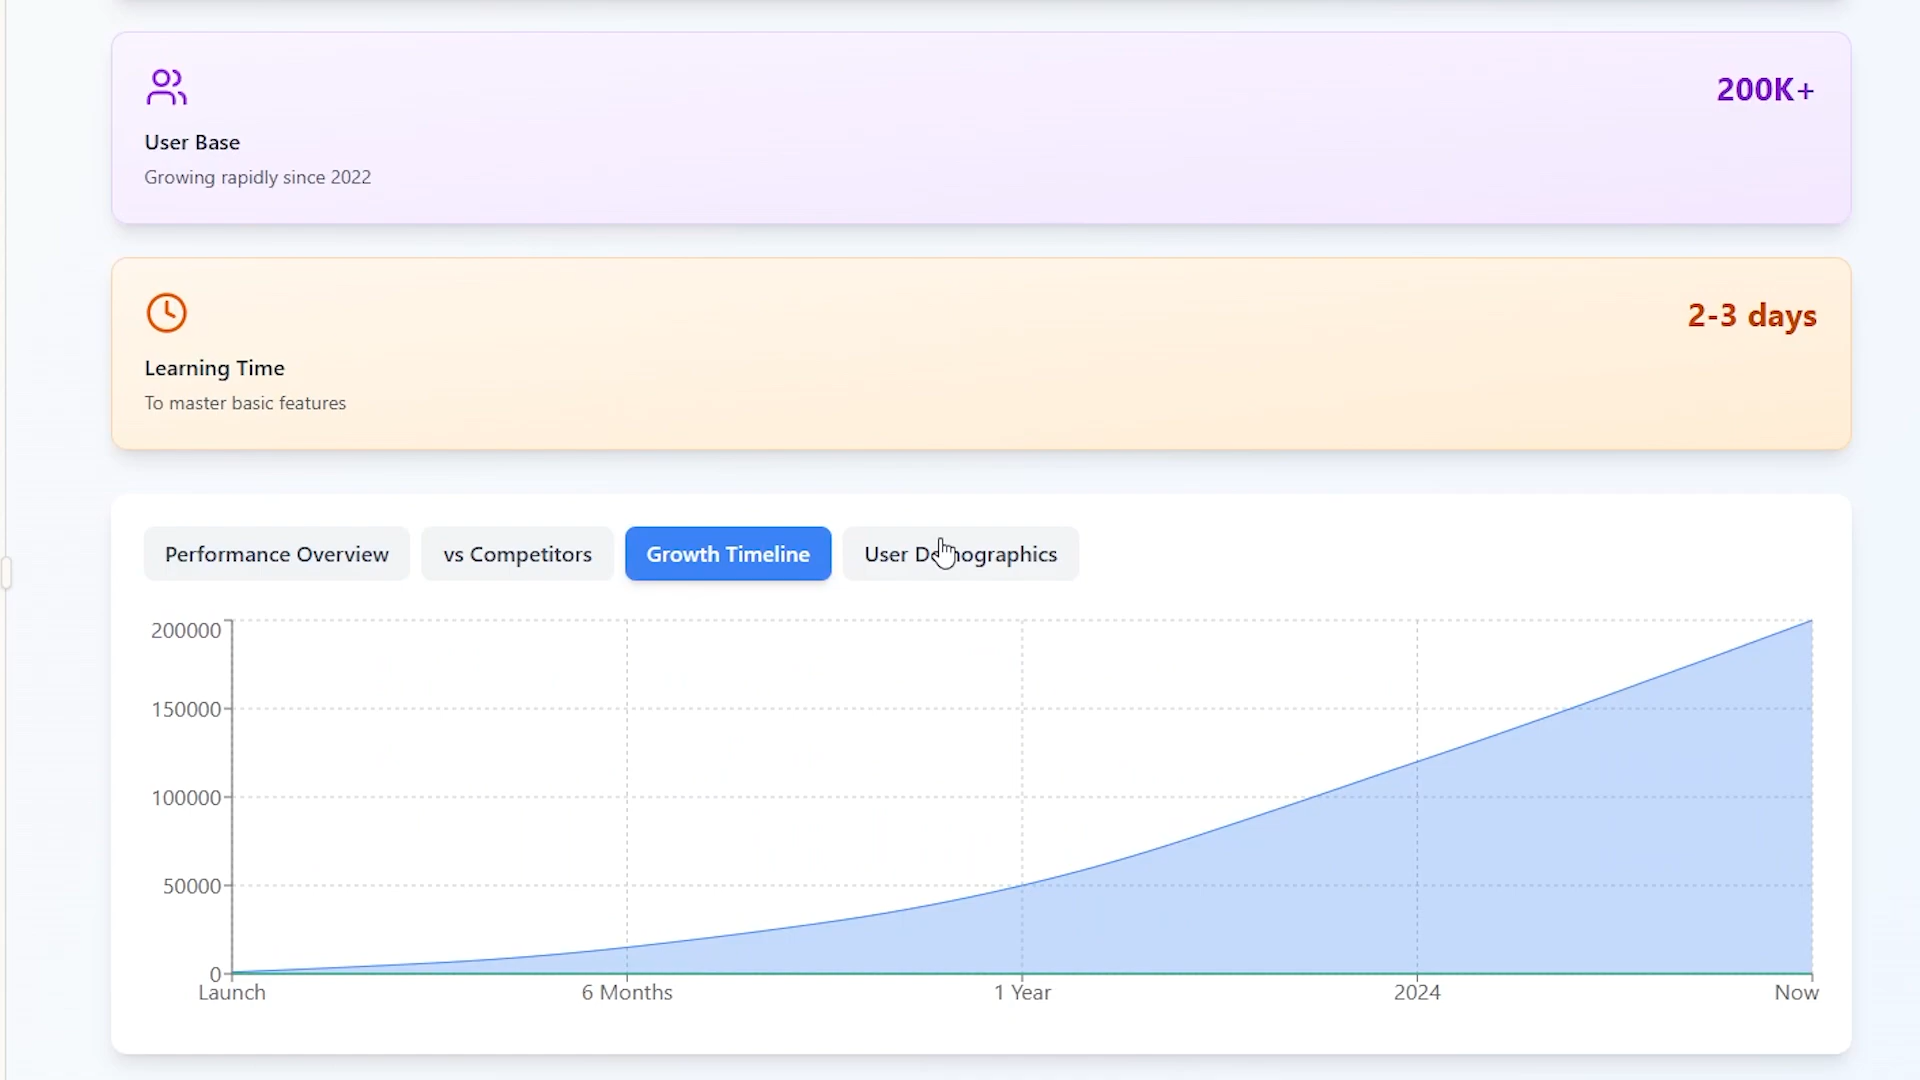 200K+
User Base
Growing rapidly since 2022
2-3 days
Learning Time
To master basic features
Performance Overview
vs Competitors
Growth Timeline
User Demographics
200000
150000
100000
50000
0
Launch
6 Months
1 Year
2024
Now